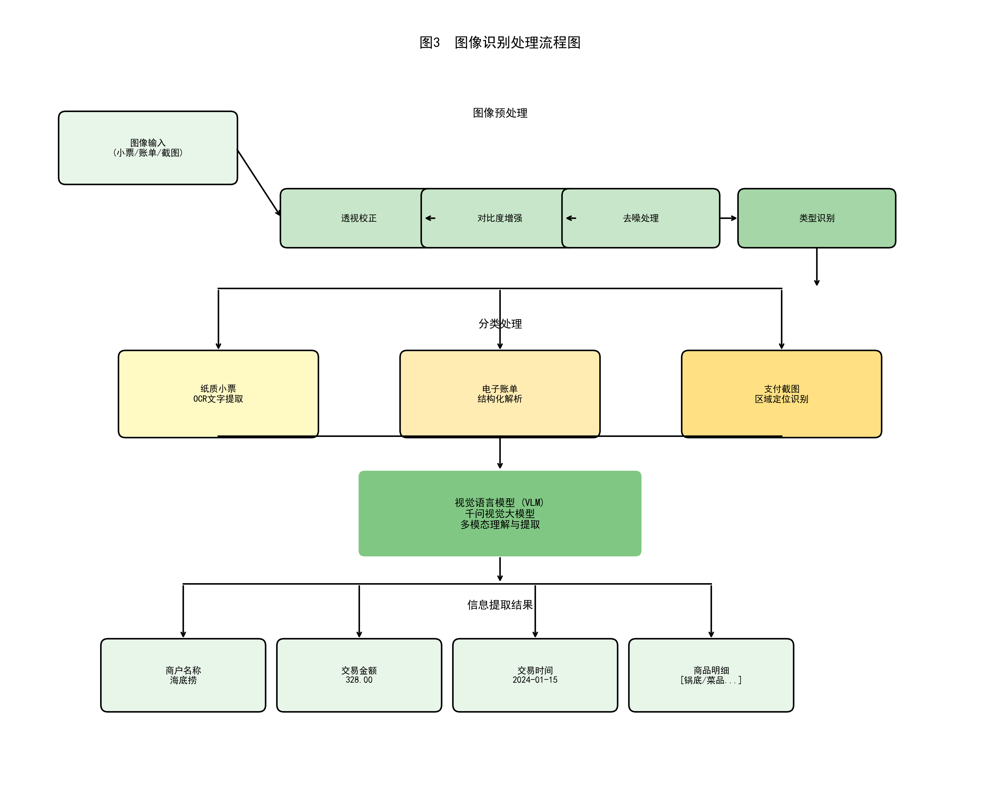 图3  图像识别处理流程图
图像预处理
图像输入
(小票/账单/截图)
透视校正
对比度增强
去噪处理
类型识别
分类处理
纸质小票
OCR文字提取
电子账单
结构化解析
支付截图
区域定位识别
视觉语言模型 (VLM)
千问视觉大模型
多模态理解与提取
信息提取结果
商户名称
海底捞
交易金额
328.00
交易时间
2024-01-15
商品明细
[锅底/菜品...]